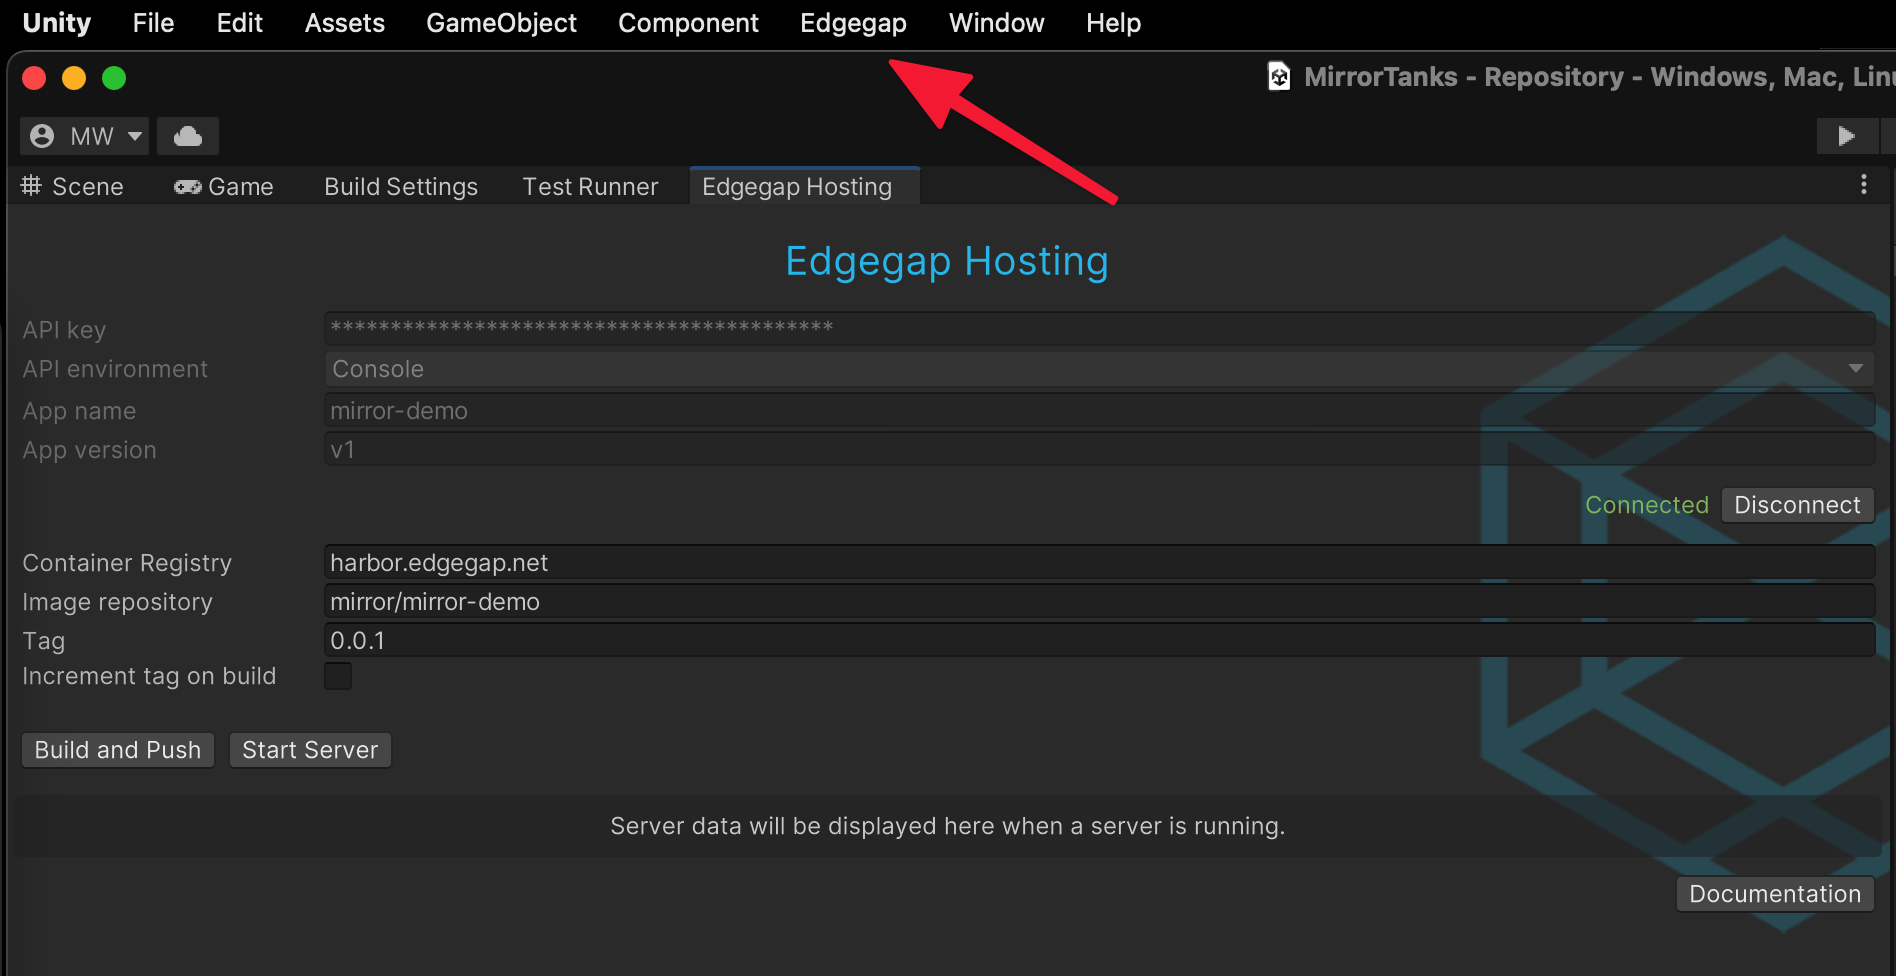 Unity File Edit Assets GameObject Component Edgegap Window Help
MirrorTanks - Repository - Windows, Mac,
MW
Scene Game Build Settings Test Runner Edgegap Hosting
Edgegap Hosting
API key ******************************************
API environment Console
App name mirror-demo
App version v1
Connected Disconnect
Container Registry harbor.edgegap.net
Image repository mirror/mirror-demo
Tag 0.0.1
Increment tag on build
Build and Push Start Server
Server data will be displayed here when a server is running.
Documentation